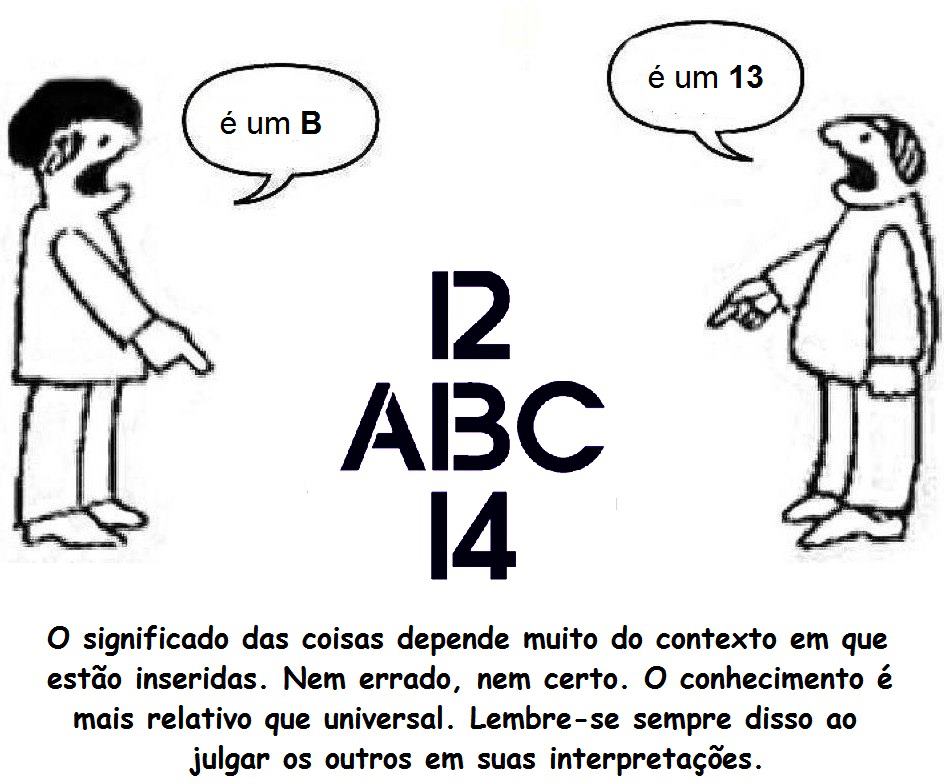 é um B
é um 13
12
ABC
14
O significado das coisas depende muito do contexto em que
estão inseridas. Nem errado, nem certo. O conhecimento é
mais relativo que universal. Lembre-se sempre disso ao
julgar os outros em suas interpretações.